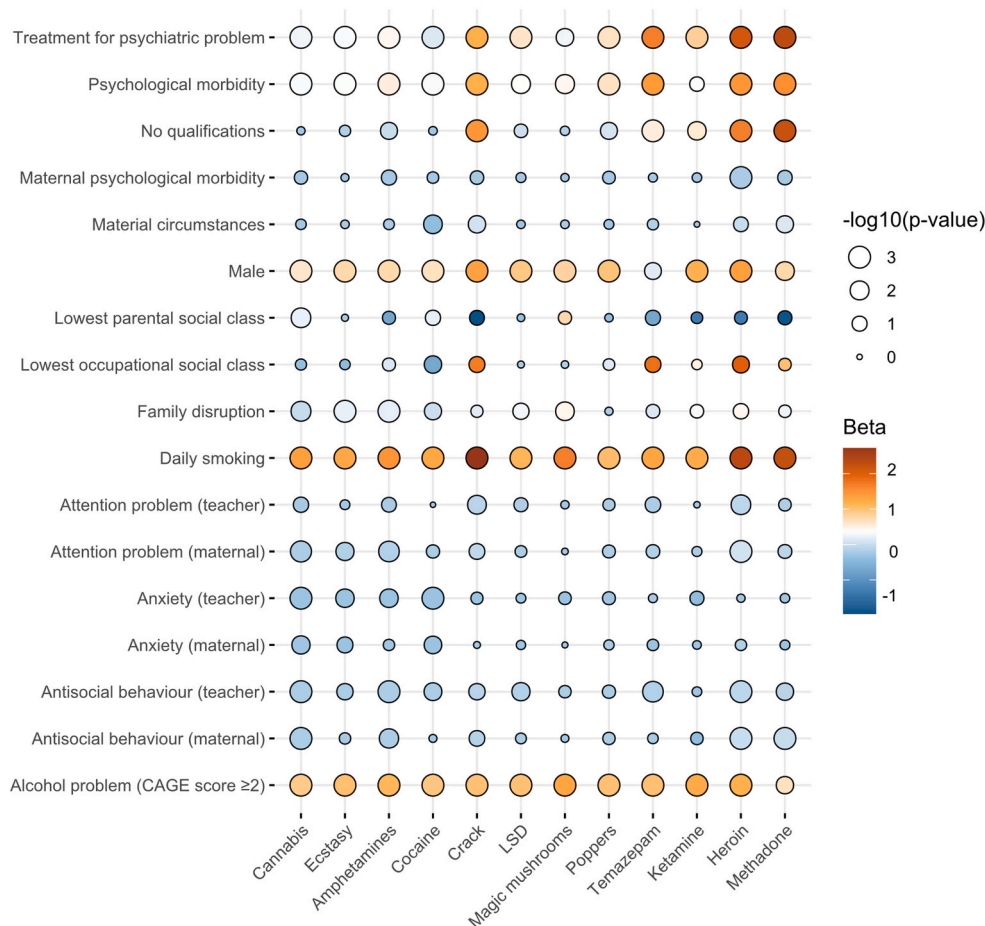 Treatment for psychiatric problem
Psychological morbidity
No qualifications
Maternal psychological morbidity
Material circumstances
Male
Lowest parental social class
Lowest occupational social class
Family disruption
Daily smoking
Attention problem (teacher)
Attention problem (maternal)
Anxiety (teacher)
Anxiety (maternal)
Antisocial behaviour (teacher)
Antisocial behaviour (maternal)
Alcohol problem (CAGE score ≥2)
Cannabis
Ecstasy
Amphetamines
Cocaine
Crack
LSD
Magic mushrooms
Poppers
Temazepam
Ketamine
Heroin
Methadone
-log10(p-value)
3
2
1
0
Beta
2
1
0
-1